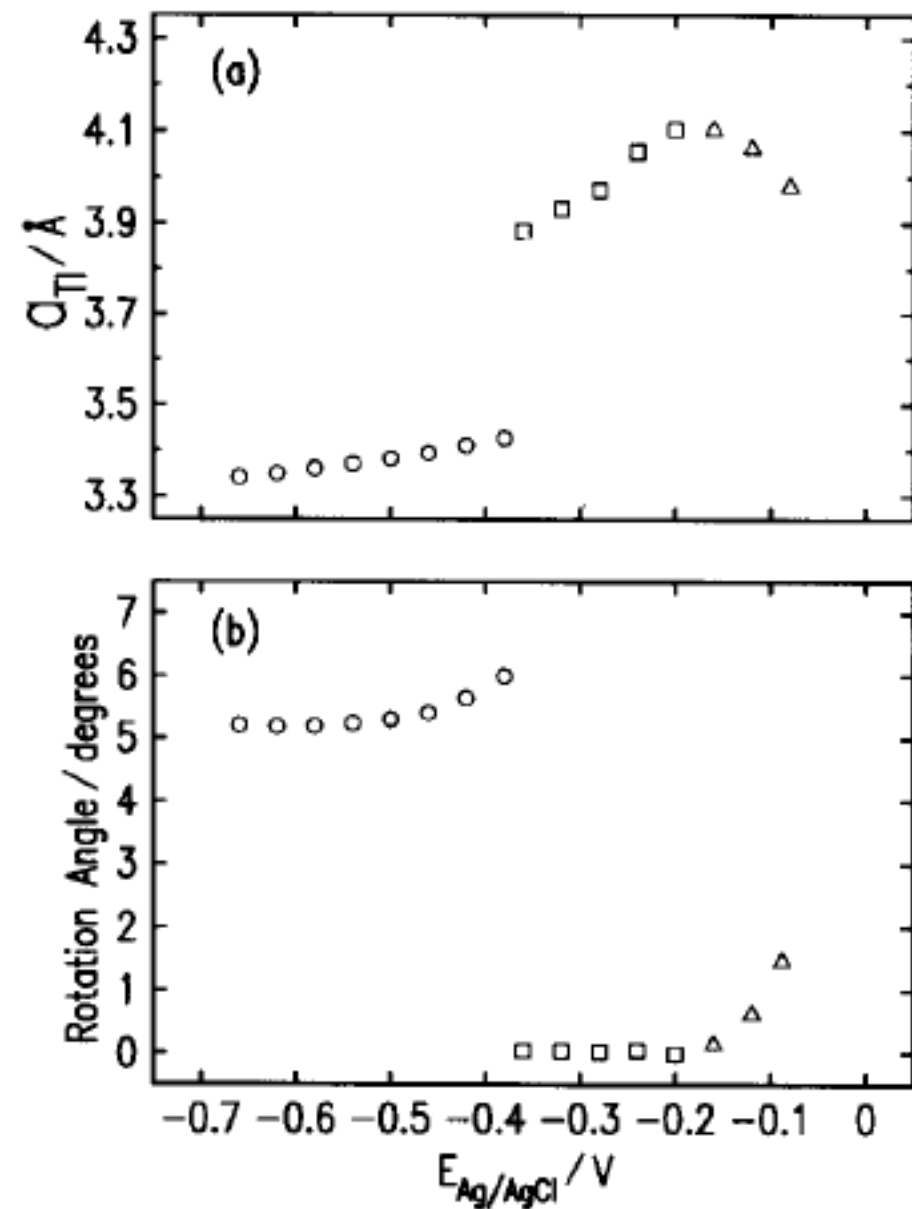 (a)
4.3
4.1
3.9
3.7
3.5
3.3
a_Tl / Å
(b)
7
6
5
4
3
2
1
0
Rotation Angle / degrees
−0.7 −0.6 −0.5 −0.4 −0.3 −0.2 −0.1 0
E_Ag/AgCl / V